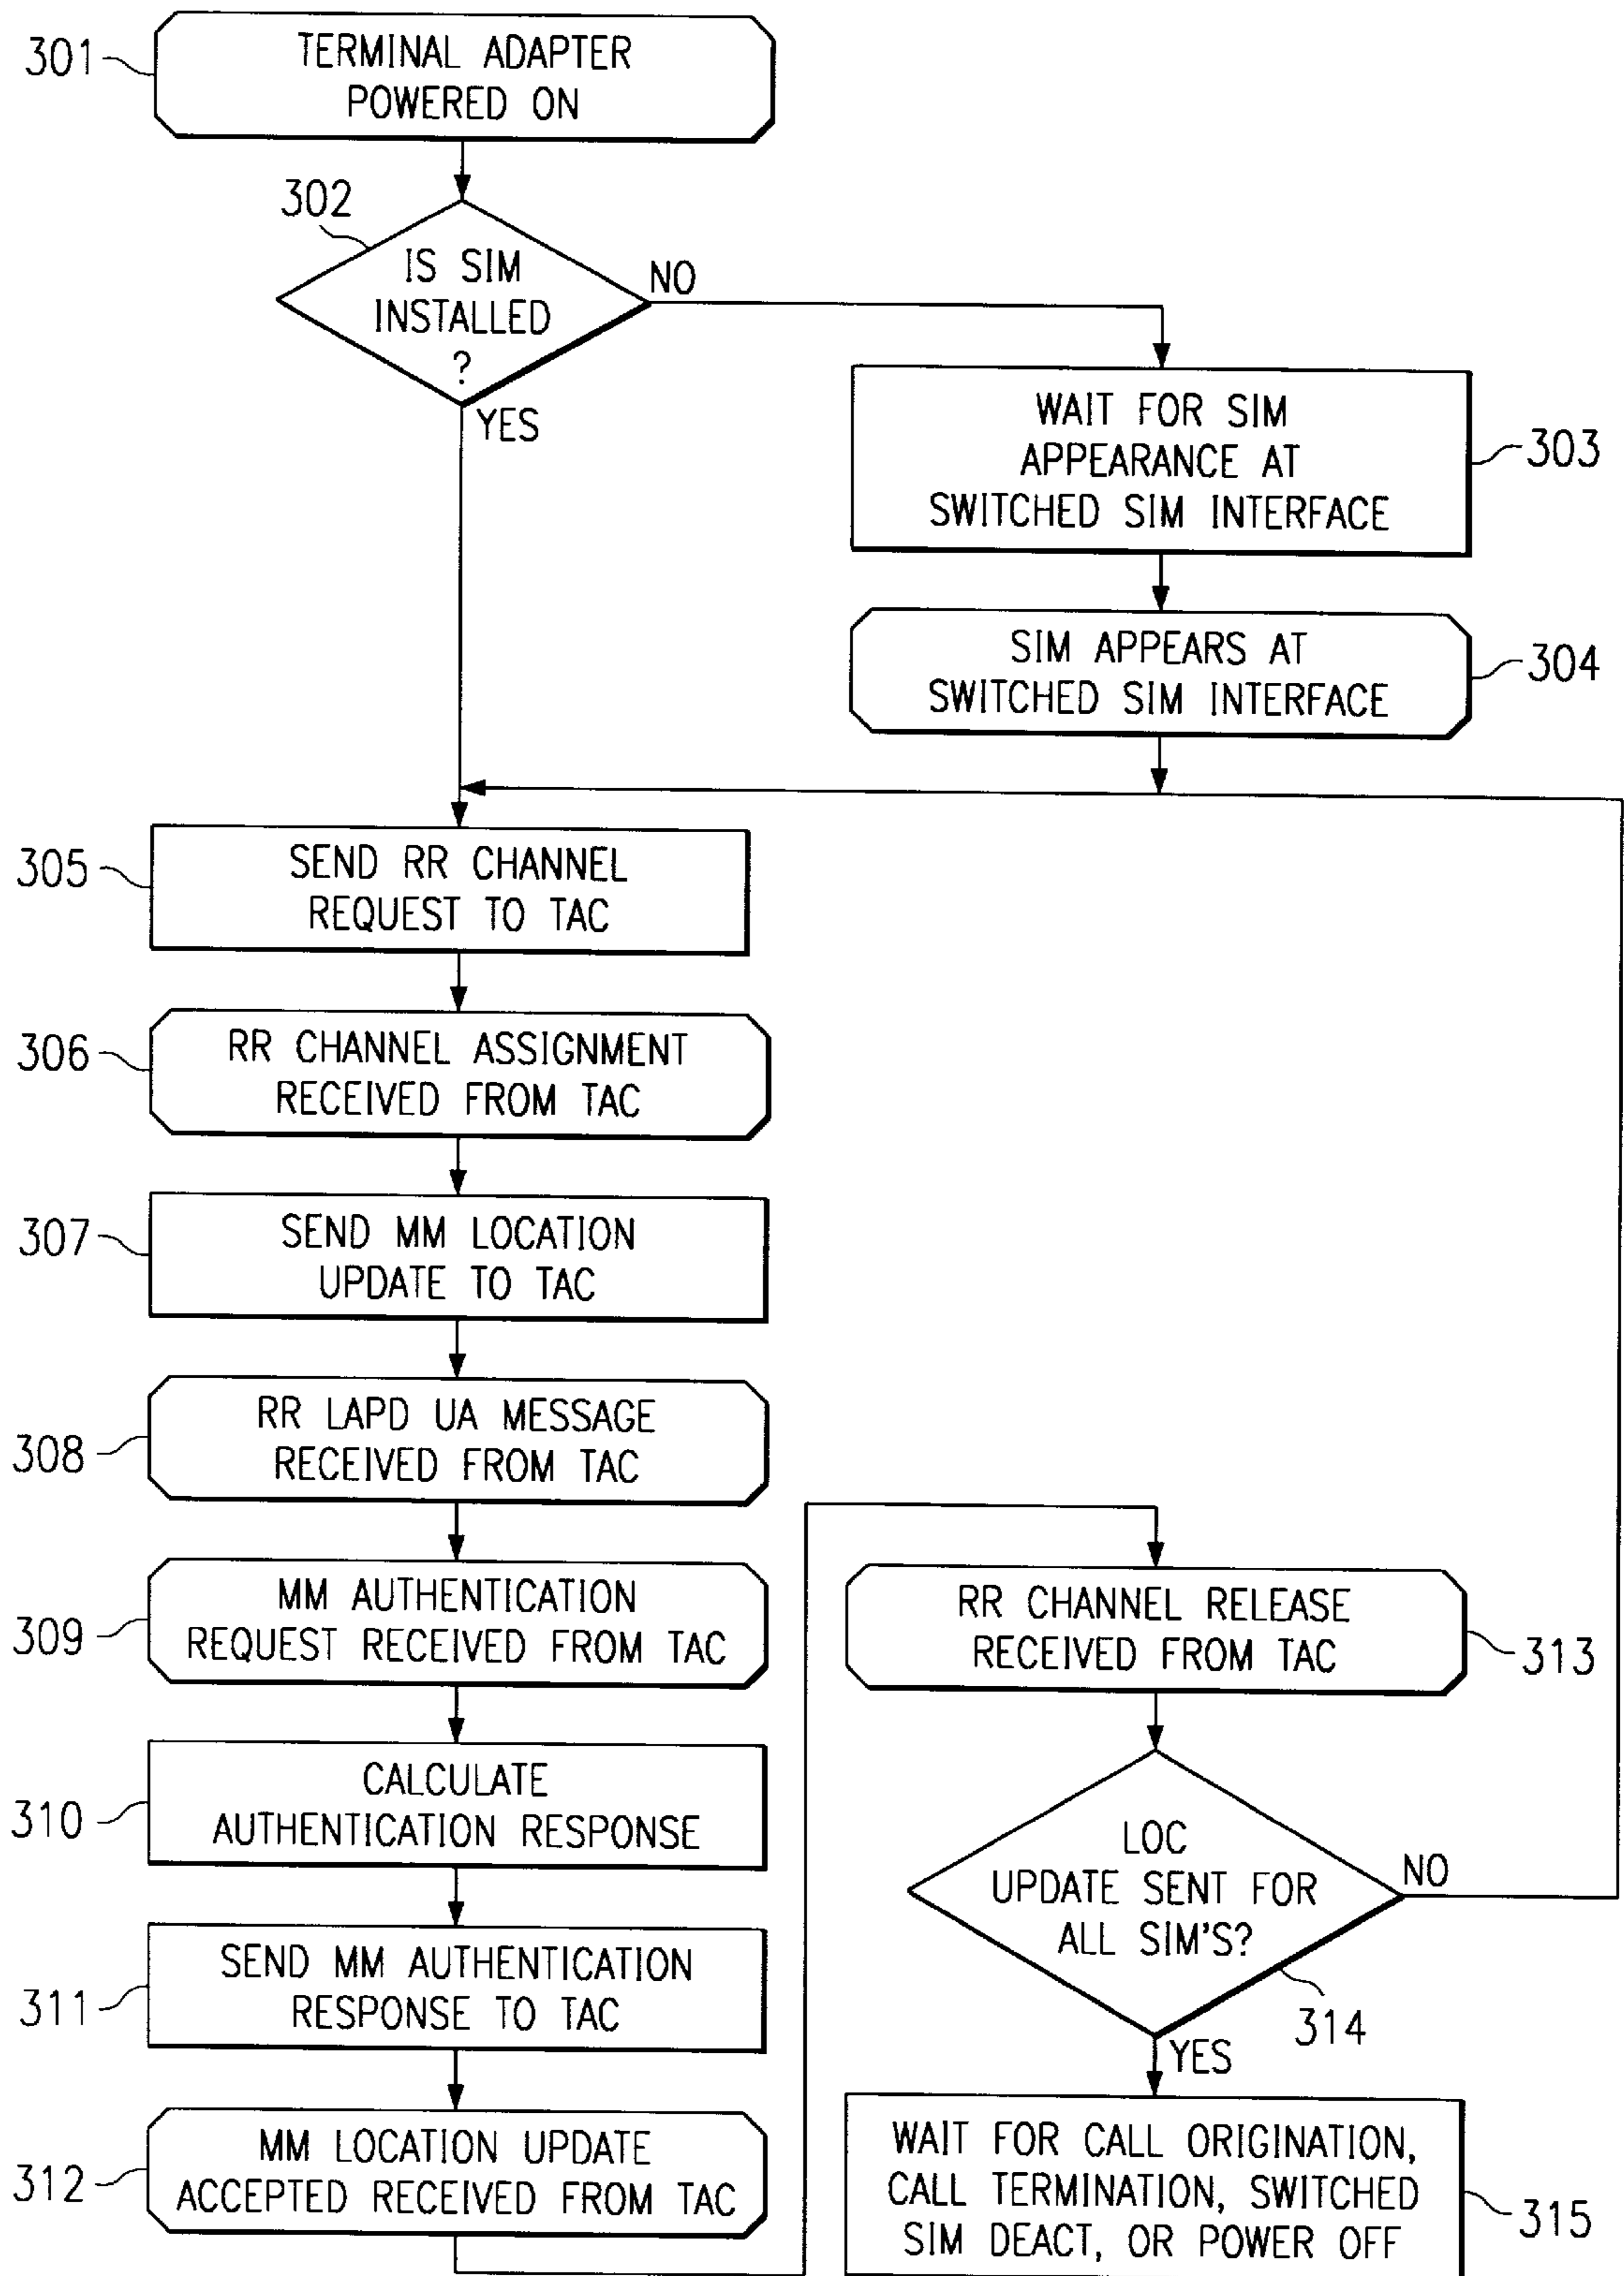 301
TERMINAL ADAPTER
POWERED ON
302
IS SIM
INSTALLED
?
NO
YES
WAIT FOR SIM
APPEARANCE AT
SWITCHED SIM INTERFACE
303
SIM APPEARS AT
SWITCHED SIM INTERFACE
304
305
SEND RR CHANNEL
REQUEST TO TAC
306
RR CHANNEL ASSIGNMENT
RECEIVED FROM TAC
307
SEND MM LOCATION
UPDATE TO TAC
308
RR LAPD UA MESSAGE
RECEIVED FROM TAC
309
MM AUTHENTICATION
REQUEST RECEIVED FROM TAC
310
CALCULATE
AUTHENTICATION RESPONSE
311
SEND MM AUTHENTICATION
RESPONSE TO TAC
312
MM LOCATION UPDATE
ACCEPTED RECEIVED FROM TAC
RR CHANNEL RELEASE
RECEIVED FROM TAC
313
LOC
UPDATE SENT FOR
ALL SIM'S?
NO
314
YES
WAIT FOR CALL ORIGINATION,
CALL TERMINATION, SWITCHED
SIM DEACT, OR POWER OFF
315